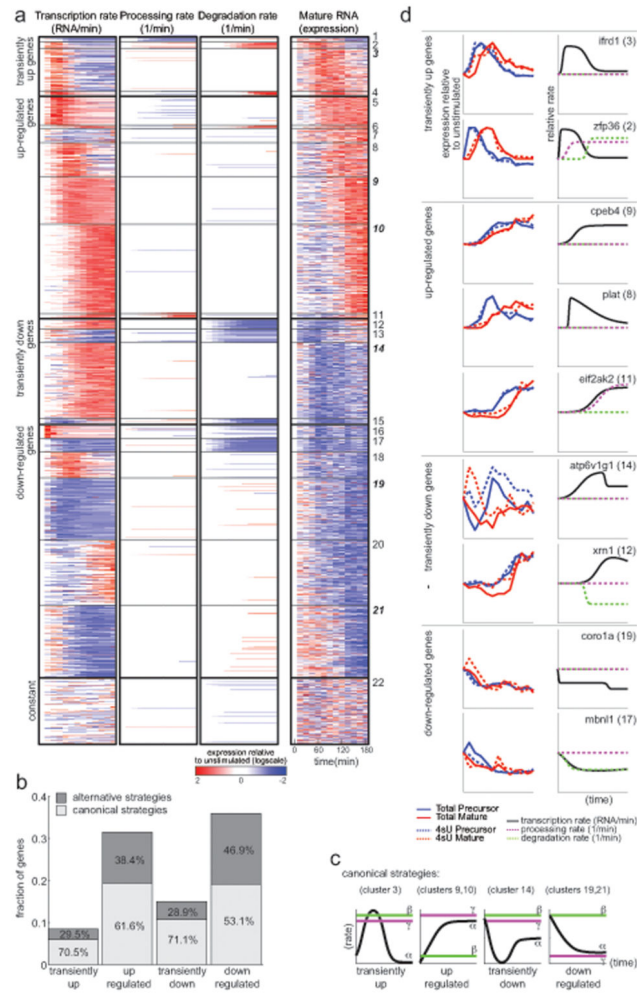 a
Transcription rate
(RNA/min)
Processing rate
(1/min)
Degradation rate
(1/min)
Mature RNA
(expression)
transiently
up genes
up-regulated
genes
transiently down
genes
down-regulated
genes
constant
1
2
3
4
5
6
7
8
9
10
11
12
13
14
15
16
17
18
19
20
21
22
0 60 120 180
time(min)
expression relative
to unstimulated (logscale)
2 0 -2
b
alternative strategies
canonical strategies
fraction of genes
0.4
0.3
0.2
0.1
0
29.5%
70.5%
38.4%
61.6%
28.9%
71.1%
46.9%
53.1%
transiently
up
up
regulated
transiently
down
down
regulated
d
transiently up genes
expression relative
to unstimulated
relative rate
ifrd1 (3)
zfp36 (2)
up-regulated genes
cpeb4 (9)
plat (8)
eif2ak2 (11)
transiently down genes
atp6v1g1 (14)
xrn1 (12)
down-regulated genes
coro1a (19)
mbnl1 (17)
(time)
Total Precursor
Total Mature
4sU Precursor
4sU Mature
transcription rate (RNA/min)
processing rate (1/min)
degradation rate (1/min)
c
canonical strategies:
(cluster 3)
(clusters 9,10)
(cluster 14)
(clusters 19,21)
(rate)
β
γ
α
γ
α
β
β
γ
α
β
α
(time)
transiently
up
up
regulated
transiently
down
down
regulated